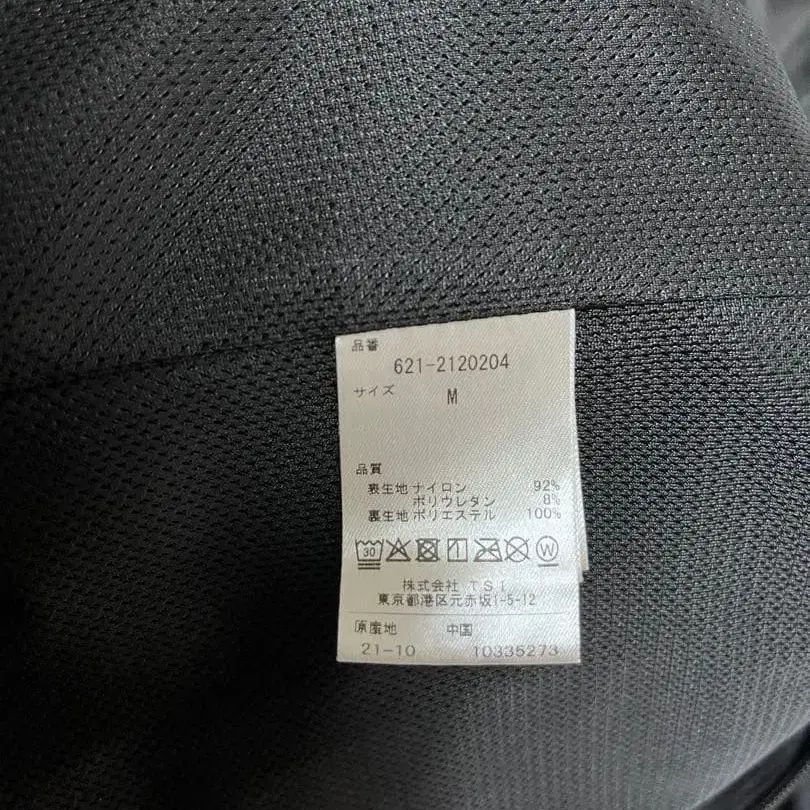 品番
621-2120204
サイズ
M
品質
表生地 ナイロン 92%
ポリウレタン 8%
裏生地 ポリエステル 100%
30 W
株式会社 TSI
東京都港区元赤坂1-5-12
原産地 中国
21-10 10335273